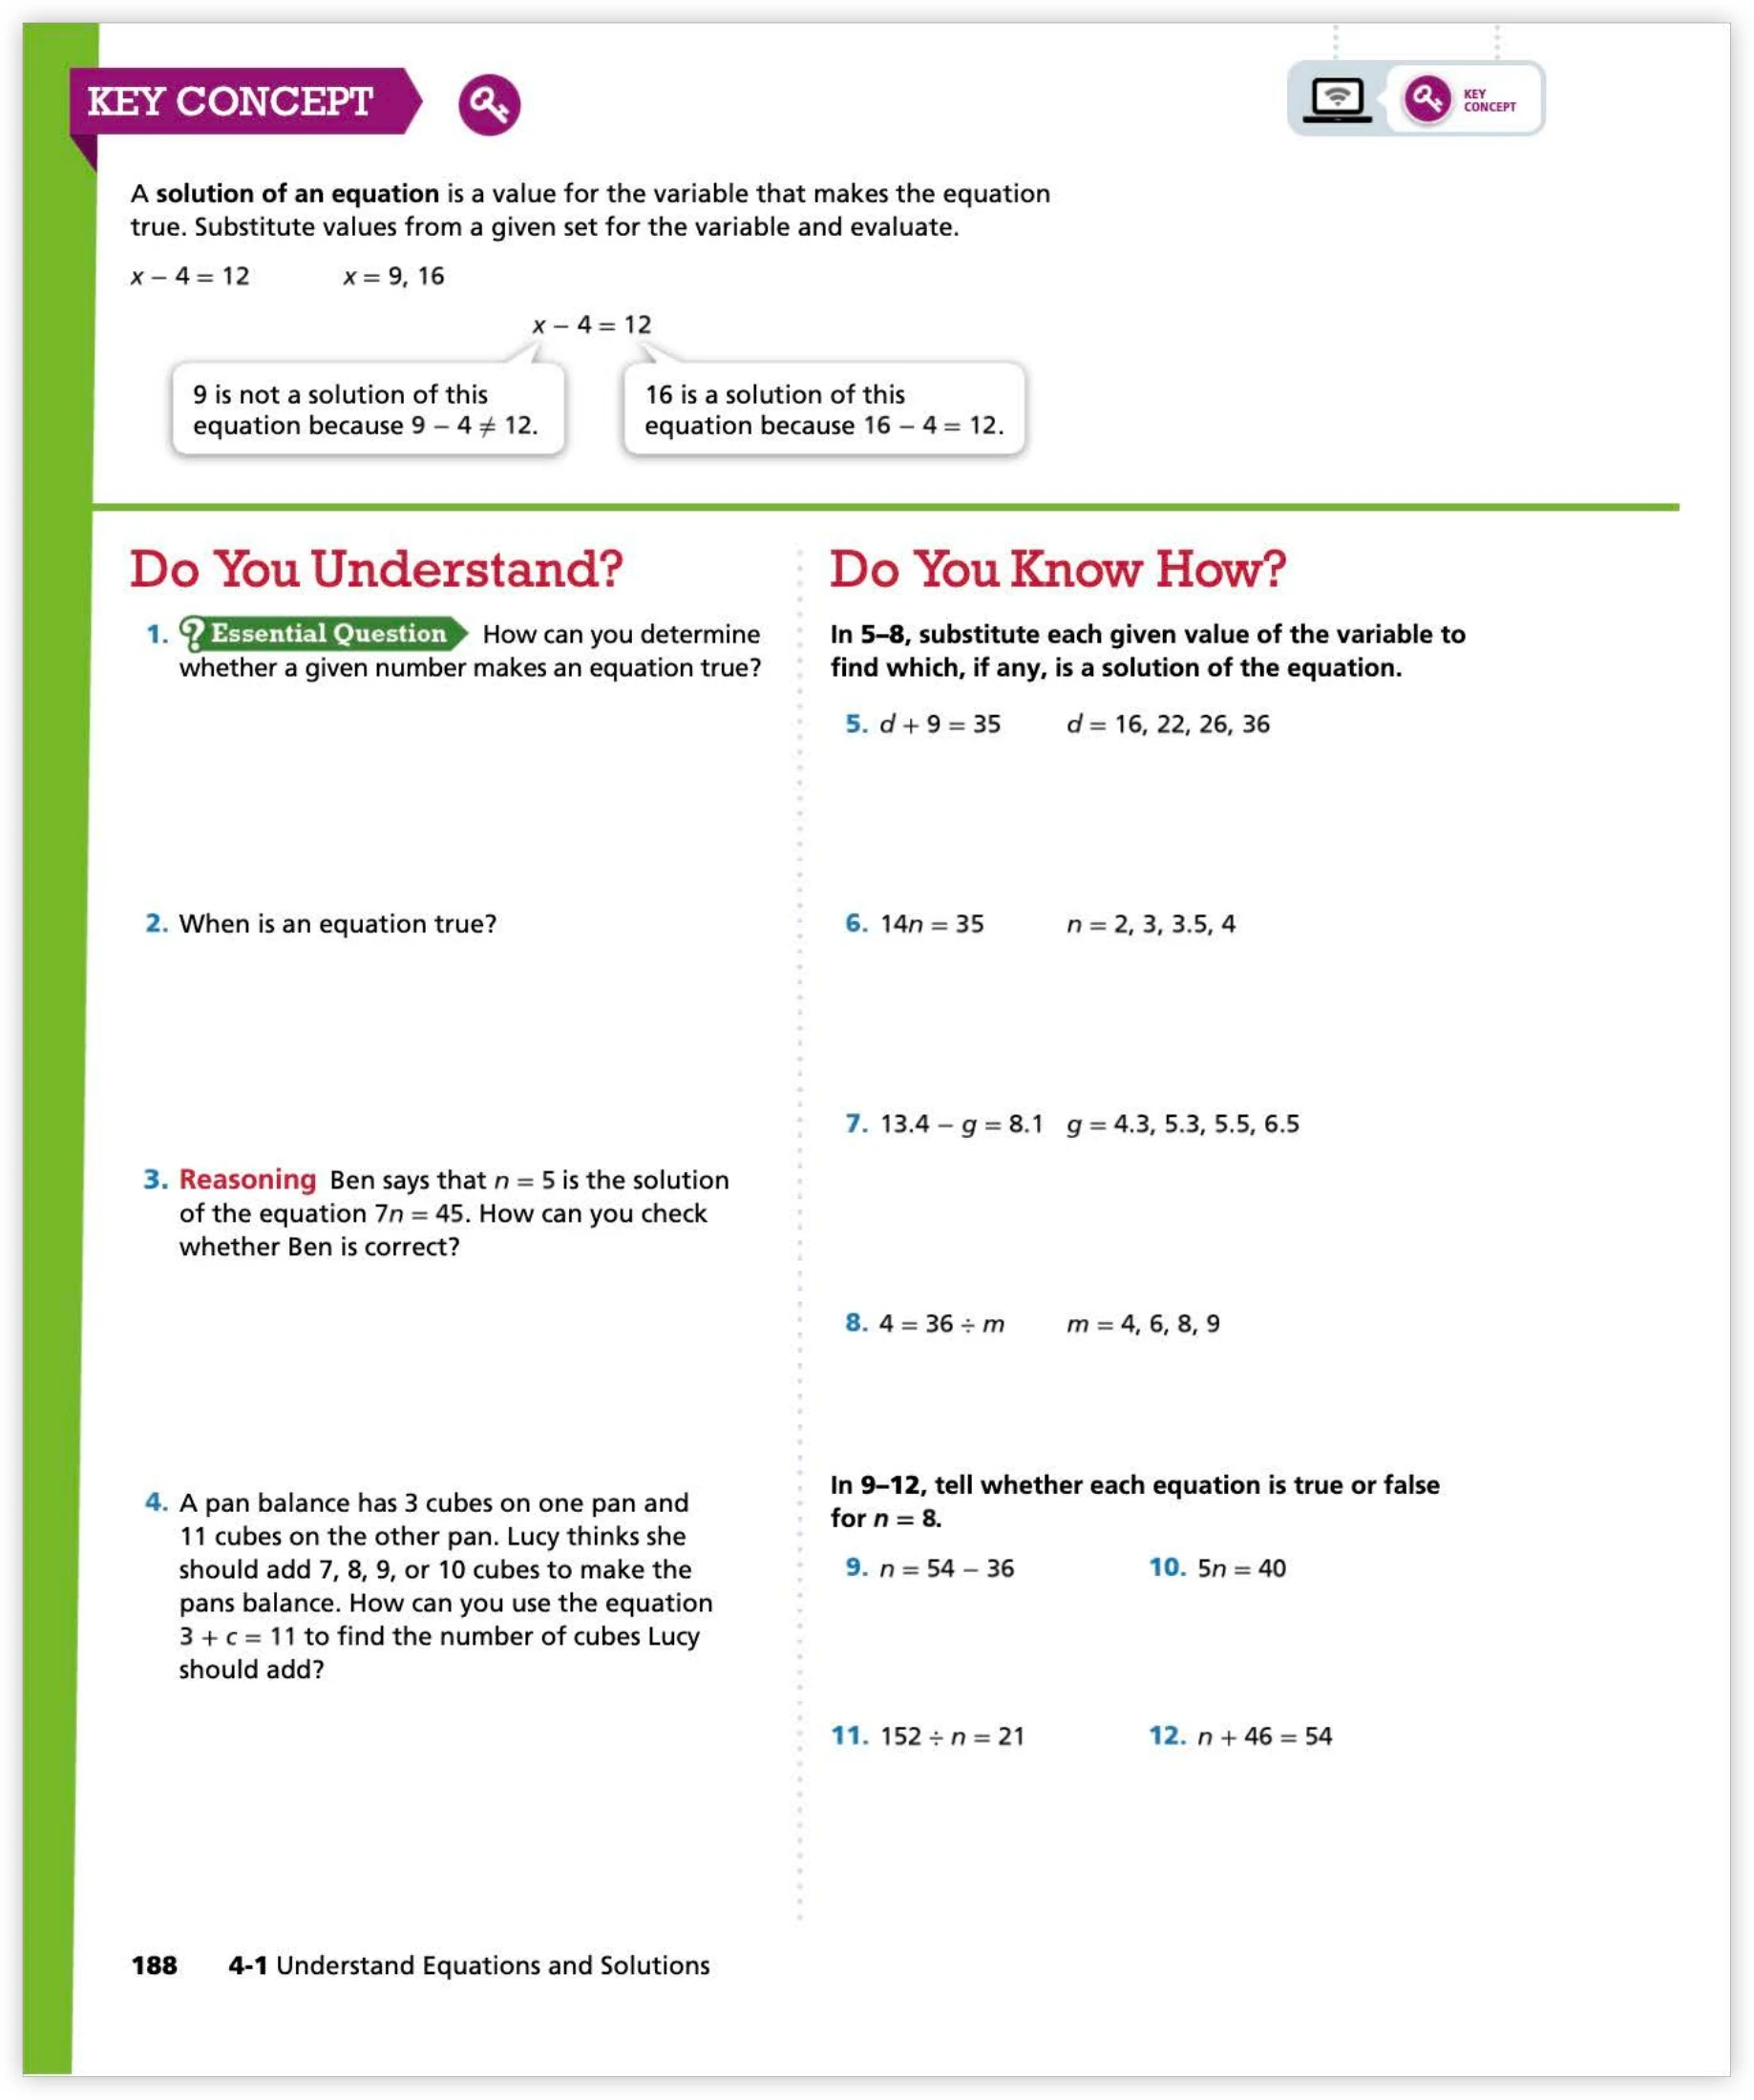 KEY CONCEPT
KEY
CONCEPT
A solution of an equation is a value for the variable that makes the equation
true. Substitute values from a given set for the variable and evaluate.
x – 4 = 12 x = 9, 16
x – 4 = 12
9 is not a solution of this
equation because 9 – 4 ≠ 12.
16 is a solution of this
equation because 16 – 4 = 12.
Do You Understand?
1. ? Essential Question How can you determine
whether a given number makes an equation true?
2. When is an equation true?
3. Reasoning Ben says that n = 5 is the solution
of the equation 7n = 45. How can you check
whether Ben is correct?
4. A pan balance has 3 cubes on one pan and
11 cubes on the other pan. Lucy thinks she
should add 7, 8, 9, or 10 cubes to make the
pans balance. How can you use the equation
3 + c = 11 to find the number of cubes Lucy
should add?
Do You Know How?
In 5–8, substitute each given value of the variable to
find which, if any, is a solution of the equation.
5. d + 9 = 35 d = 16, 22, 26, 36
6. 14n = 35 n = 2, 3, 3.5, 4
7. 13.4 – g = 8.1 g = 4.3, 5.3, 5.5, 6.5
8. 4 = 36 ÷ m m = 4, 6, 8, 9
In 9–12, tell whether each equation is true or false
for n = 8.
9. n = 54 – 36 10. 5n = 40
11. 152 ÷ n = 21 12. n + 46 = 54
188 4-1 Understand Equations and Solutions